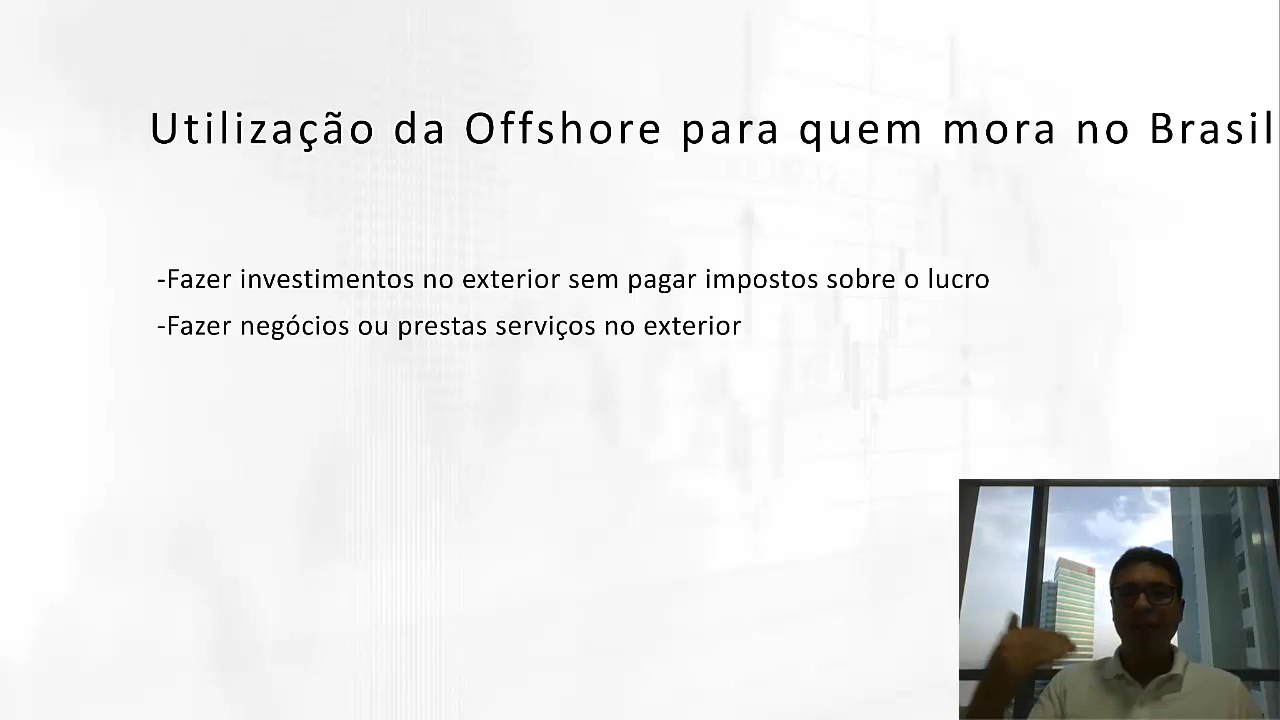 Utilização da Offshore para quem mora no Brasil
-Fazer investimentos no exterior sem pagar impostos sobre o lucro
-Fazer negócios ou prestas serviços no exterior